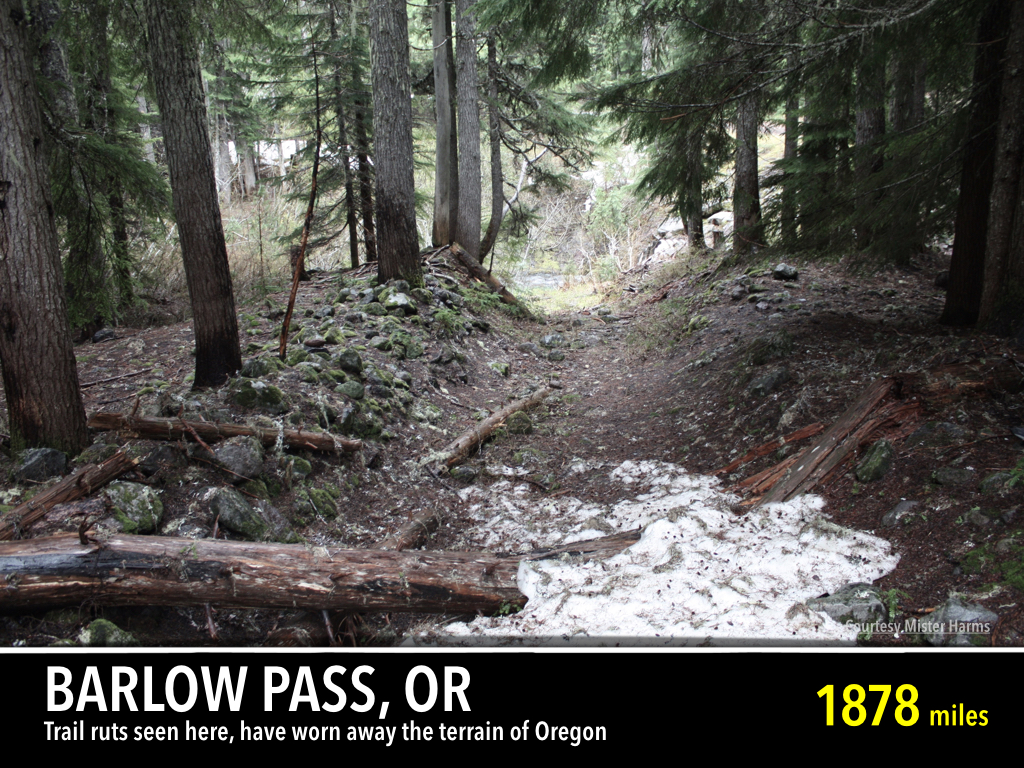 Courtesy Mister Harms
BARLOW PASS, OR
Trail ruts seen here, have worn away the terrain of Oregon
1878 miles